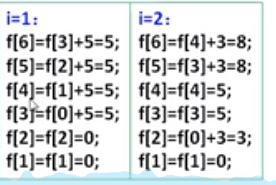 i=1:
f[6]=f[3]+5=5;
f[5]=f[2]+5=5;
f[4]=f[1]+5=5;
f[3]=f[0]+5=5;
f[2]=f[2]=0;
f[1]=f[1]=0;
i=2:
f[6]=f[4]+3=8;
f[5]=f[3]+3=8;
f[4]=f[4]=5;
f[3]=f[3]=5;
f[2]=f[0]+3=3;
f[1]=f[1]=0;